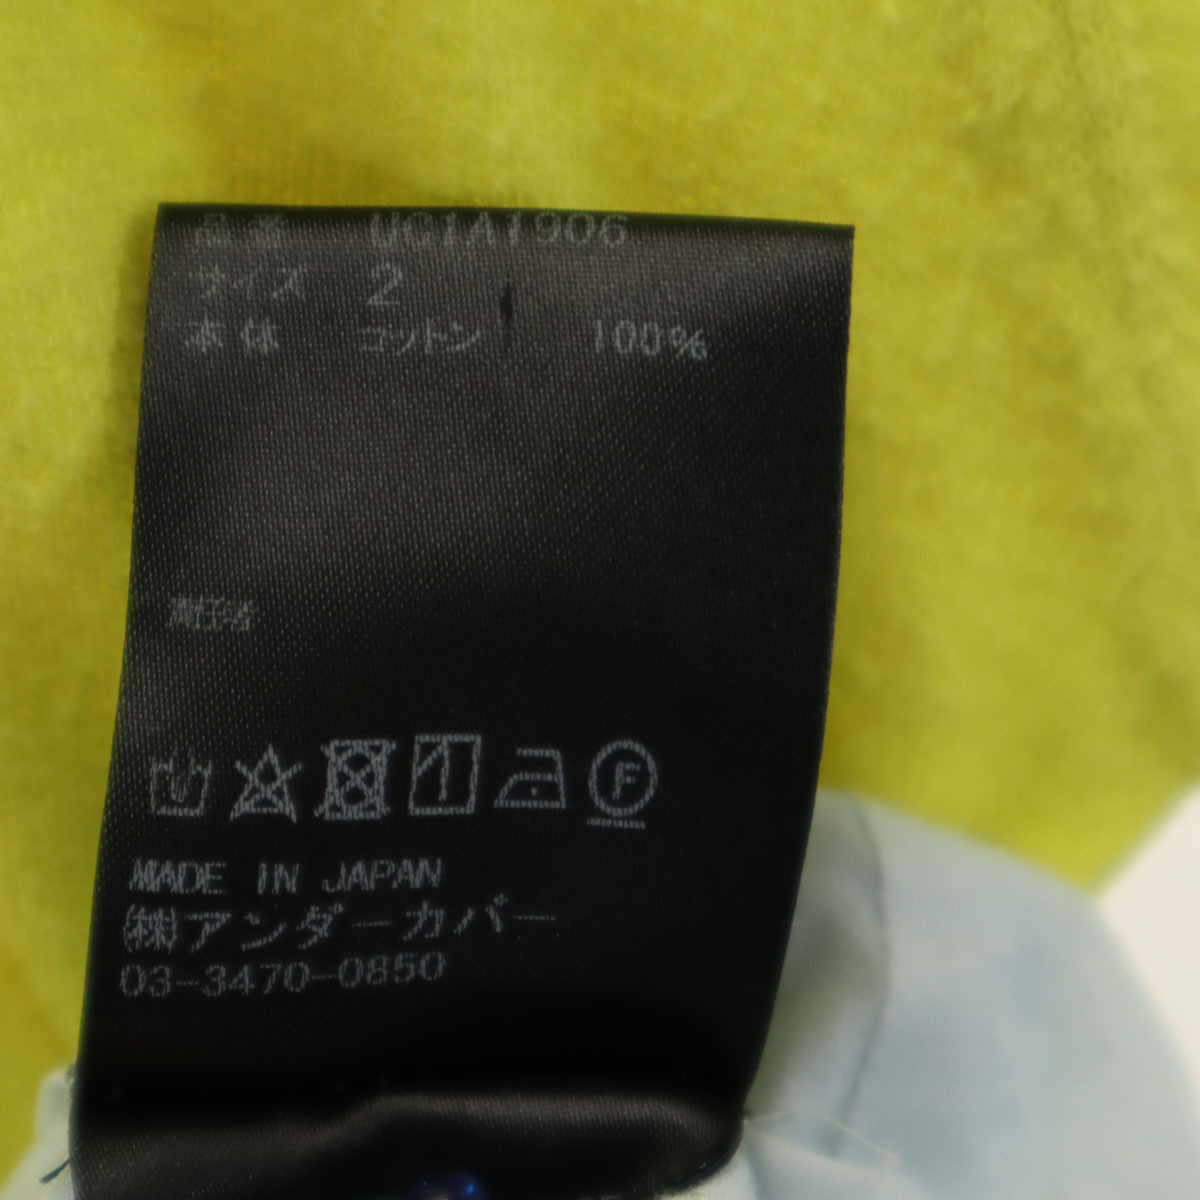 品番 UC1A1906
サイズ 2
本体 コットン 100%
F
MADE IN JAPAN
㈱アンダーカバー
03-3470-0850